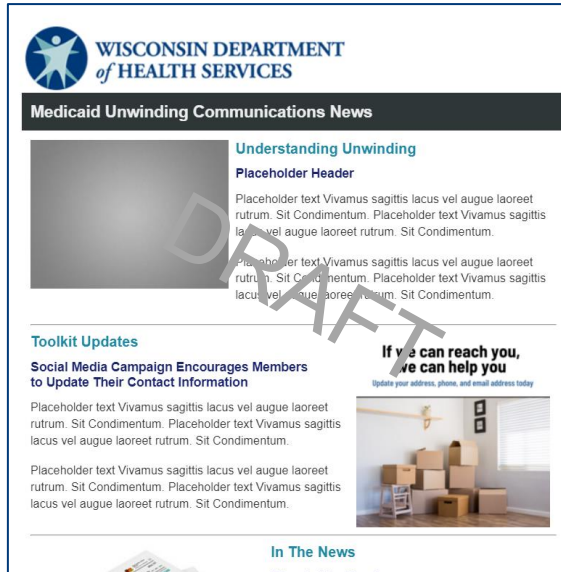 WISCONSIN DEPARTMENT
of HEALTH SERVICES
Medicaid Unwinding Communications News
Understanding Unwinding
Placeholder Header
Placeholder text Vivamus sagittis lacus vel augue laoreet
rutrum. Sit Condimentum. Placeholder text Vivamus sagittis
lacus vel augue laoreet rutrum. Sit Condimentum.
Placeholder text Vivamus sagittis lacus vel augue laoreet
rutrum. Sit Condimentum. Placeholder text Vivamus sagittis
lacus vel augue laoreet rutrum. Sit Condimentum.
DRAFT
Toolkit Updates
Social Media Campaign Encourages Members
to Update Their Contact Information
Placeholder text Vivamus sagittis lacus vel augue laoreet
rutrum. Sit Condimentum. Placeholder text Vivamus sagittis
lacus vel augue laoreet rutrum. Sit Condimentum.
Placeholder text Vivamus sagittis lacus vel augue laoreet
rutrum. Sit Condimentum. Placeholder text Vivamus sagittis
lacus vel augue laoreet rutrum. Sit Condimentum.
If we can reach you,
we can help you
Update your address, phone, and email address today
In The News